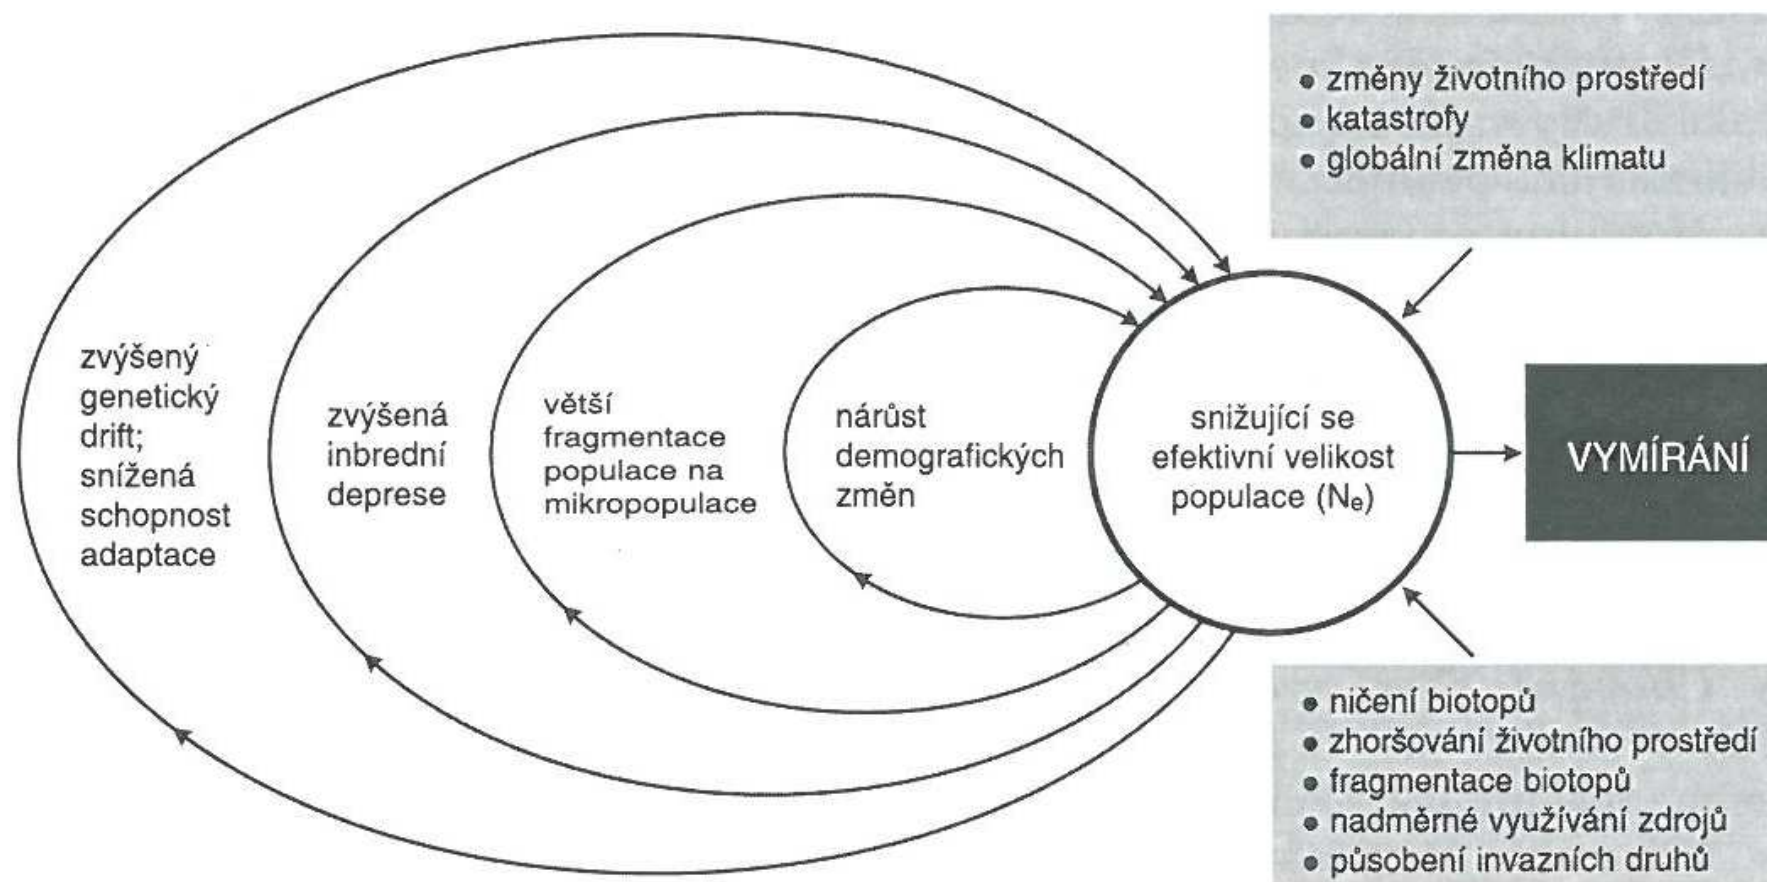 zvýšený
genetický
drift;
snížená
schopnost
adaptace
zvýšená
inbrední
deprese
větší
fragmentace
populace na
mikropopulace
nárůst
demografických
změn
snižující se
efektivní velikost
populace (Ne)
• změny životního prostředí
• katastrofy
• globální změna klimatu
VYMÍRÁNÍ
• ničení biotopů
• zhoršování životního prostředí
• fragmentace biotopů
• nadměrné využívání zdrojů
• působení invazních druhů